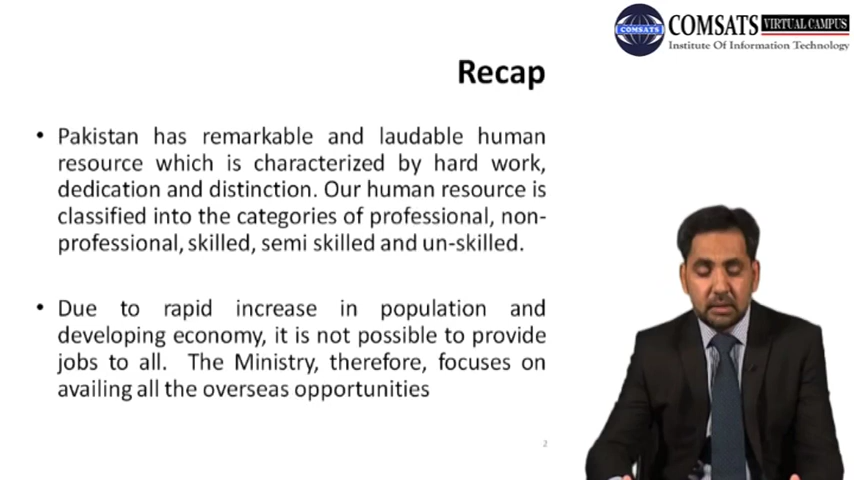 COMSATS
COMSATS VIRTUAL CAMPUS
Institute Of Information Technology
Recap
• Pakistan has remarkable and laudable human
resource which is characterized by hard work,
dedication and distinction. Our human resource is
classified into the categories of professional, non-
professional, skilled, semi skilled and un-skilled.
• Due to rapid increase in population and
developing economy, it is not possible to provide
jobs to all. The Ministry, therefore, focuses on
availing all the overseas opportunities
2